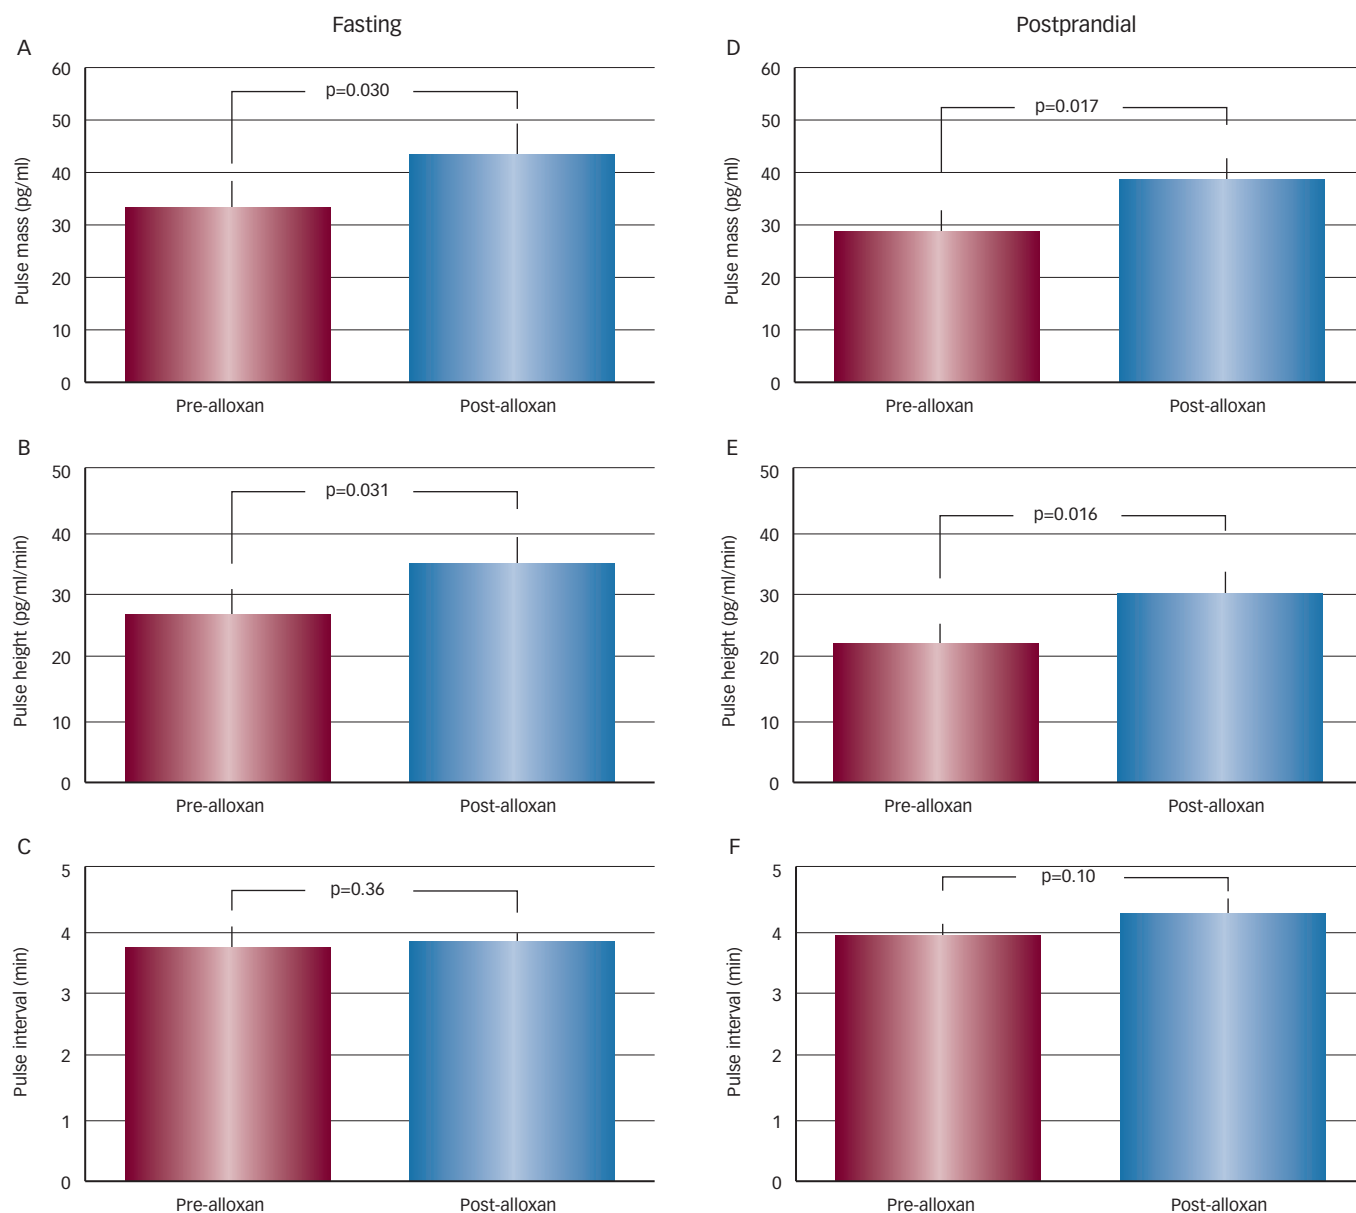 Fasting
A
60
50
40
30
20
10
0
Pulse mass (pg/ml)
p=0.030
Pre-alloxan
Post-alloxan
B
50
40
30
20
10
0
Pulse height (pg/ml/min)
p=0.031
Pre-alloxan
Post-alloxan
C
5
4
3
2
1
0
Pulse interval (min)
p=0.36
Pre-alloxan
Post-alloxan
Postprandial
D
60
50
40
30
20
10
0
Pulse mass (pg/ml)
p=0.017
Pre-alloxan
Post-alloxan
E
50
40
30
20
10
0
Pulse height (pg/ml/min)
p=0.016
Pre-alloxan
Post-alloxan
F
5
4
3
2
1
0
Pulse interval (min)
p=0.10
Pre-alloxan
Post-alloxan